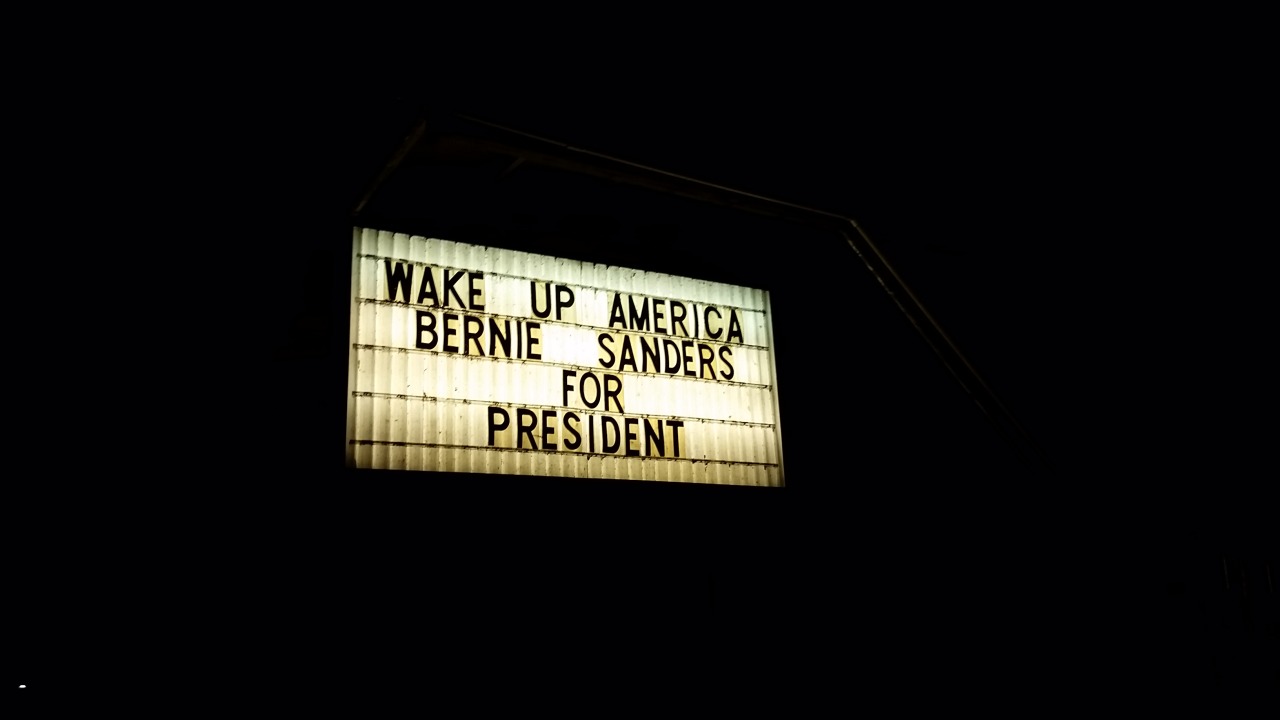 WAKE UP AMERICA
BERNIE SANDERS
FOR
PRESIDENT